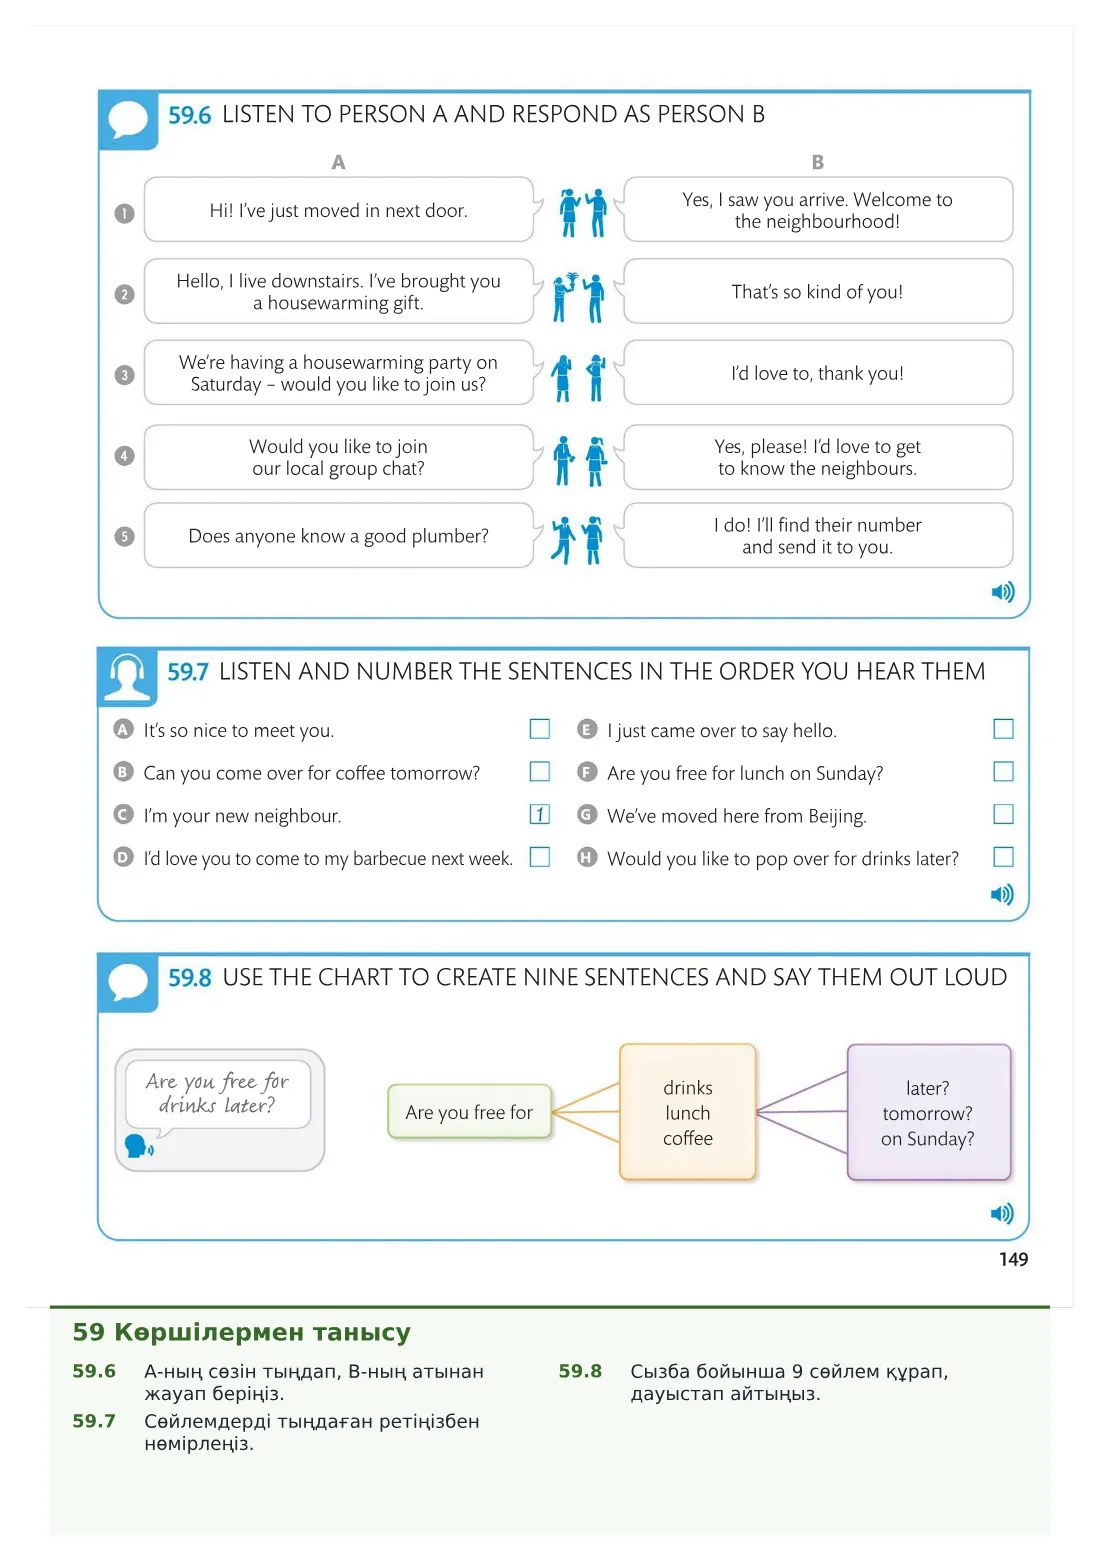 59.6 LISTEN TO PERSON A AND RESPOND AS PERSON B
A
B
1
Hi! I've just moved in next door.
Yes, I saw you arrive. Welcome to
the neighbourhood!
2
Hello, I live downstairs. I've brought you
a housewarming gift.
That's so kind of you!
3
We're having a housewarming party on
Saturday – would you like to join us?
I'd love to, thank you!
4
Would you like to join
our local group chat?
Yes, please! I'd love to get
to know the neighbours.
5
Does anyone know a good plumber?
I do! I'll find their number
and send it to you.
59.7 LISTEN AND NUMBER THE SENTENCES IN THE ORDER YOU HEAR THEM
A It's so nice to meet you.
B Can you come over for coffee tomorrow?
C I'm your new neighbour. 1
D I'd love you to come to my barbecue next week.
E I just came over to say hello.
F Are you free for lunch on Sunday?
G We've moved here from Beijing.
H Would you like to pop over for drinks later?
59.8 USE THE CHART TO CREATE NINE SENTENCES AND SAY THEM OUT LOUD
Are you free for
drinks later?
Are you free for
drinks
lunch
coffee
later?
tomorrow?
on Sunday?
149
59 Көршілермен танысу
59.6 А-ның сөзін тыңдап, В-ның атынан
жауап беріңіз.
59.7 Сөйлемдерді тыңдаған ретіңізбен
нөмірлеңіз.
59.8 Сызба бойынша 9 сөйлем құрап,
дауыстап айтыңыз.